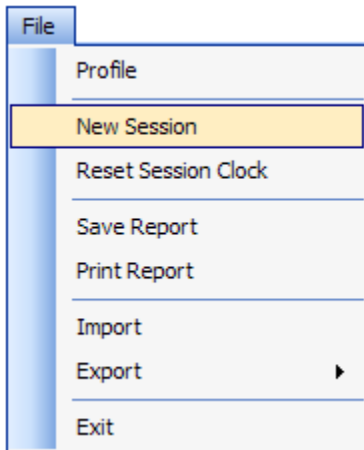 File
Profile
New Session
Reset Session Clock
Save Report
Print Report
Import
Export
Exit